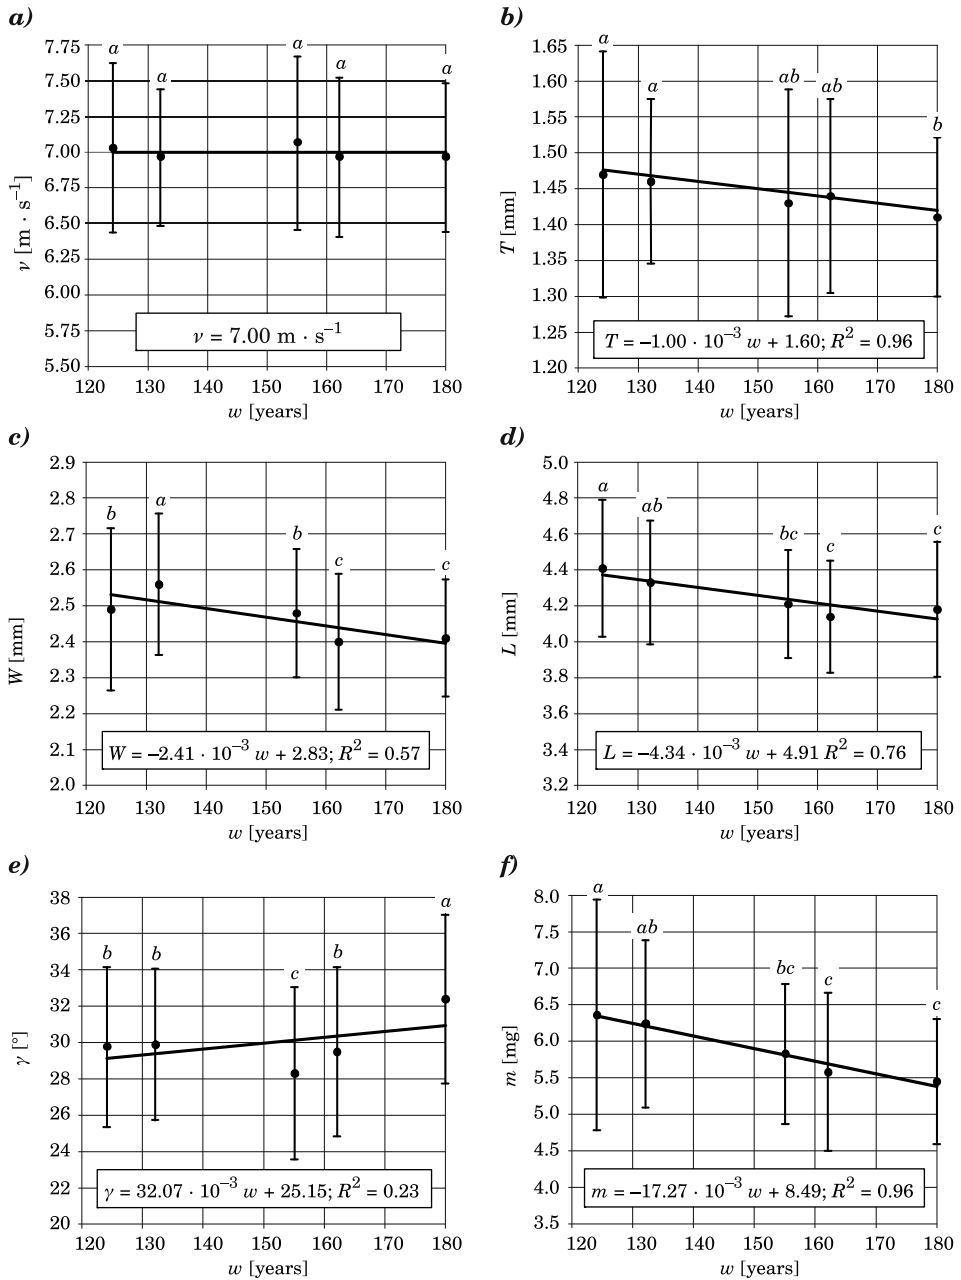 a)
7.75
7.50
7.25
7.00
6.75
6.50
6.25
6.00
5.75
5.50
ν [m · s⁻¹]
a a a a a
ν = 7.00 m · s⁻¹
120 130 140 150 160 170 180
w [years]
b)
1.65
1.60
1.55
1.50
1.45
1.40
1.35
1.30
1.25
1.20
T [mm]
a a ab ab b
T = –1.00 · 10⁻³ w + 1.60; R² = 0.96
120 130 140 150 160 170 180
w [years]
c)
2.9
2.8
2.7
2.6
2.5
2.4
2.3
2.2
2.1
2.0
W [mm]
b a b c c
W = –2.41 · 10⁻³ w + 2.83; R² = 0.57
120 130 140 150 160 170 180
w [years]
d)
5.0
4.8
4.6
4.4
4.2
4.0
3.8
3.6
3.4
3.2
L [mm]
a ab bc c c
L = –4.34 · 10⁻³ w + 4.91 R² = 0.76
120 130 140 150 160 170 180
w [years]
e)
38
36
34
32
30
28
26
24
22
20
γ [°]
b b c b a
γ = 32.07 · 10⁻³ w + 25.15; R² = 0.23
120 130 140 150 160 170 180
w [years]
f)
8.0
7.5
7.0
6.5
6.0
5.5
5.0
4.5
4.0
3.5
m [mg]
a ab bc c c
m = –17.27 · 10⁻³ w + 8.49; R² = 0.96
120 130 140 150 160 170 180
w [years]